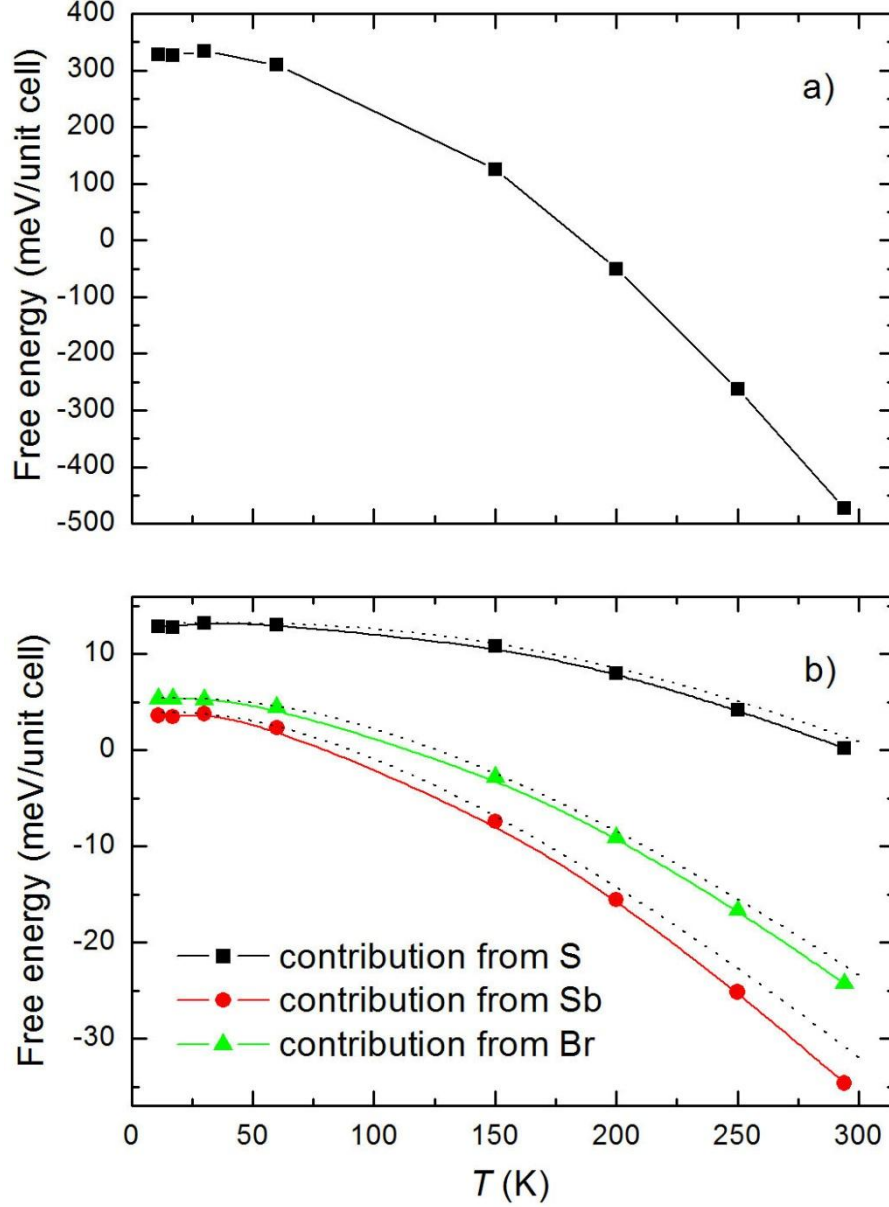 400
300
200
100
0
-100
-200
-300
-400
-500
Free energy (meV/unit cell)
a)
10
0
-10
-20
-30
Free energy (meV/unit cell)
b)
contribution from S
contribution from Sb
contribution from Br
0 50 100 150 200 250 300
T (K)